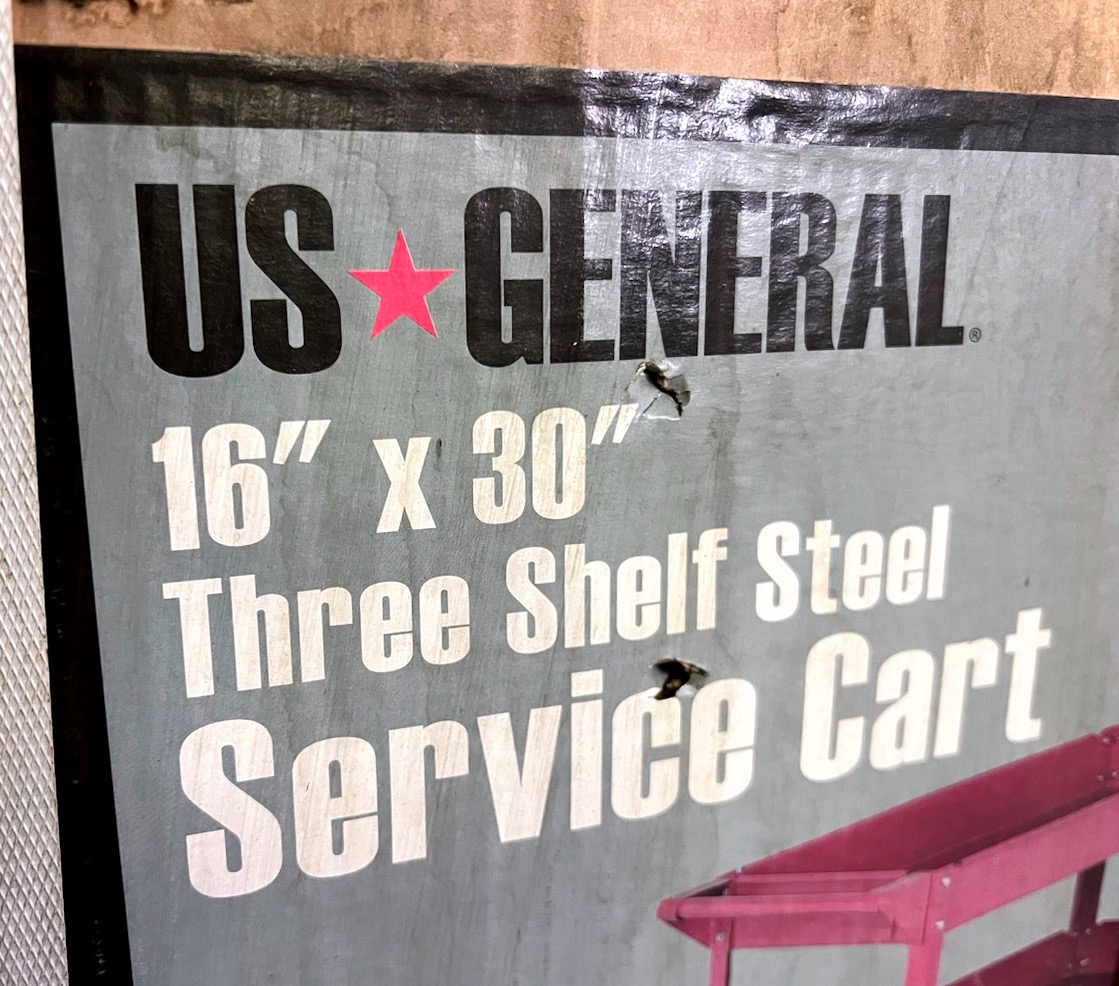 US★GENERAL®
16" x 30"
Three Shelf Steel
Service Cart